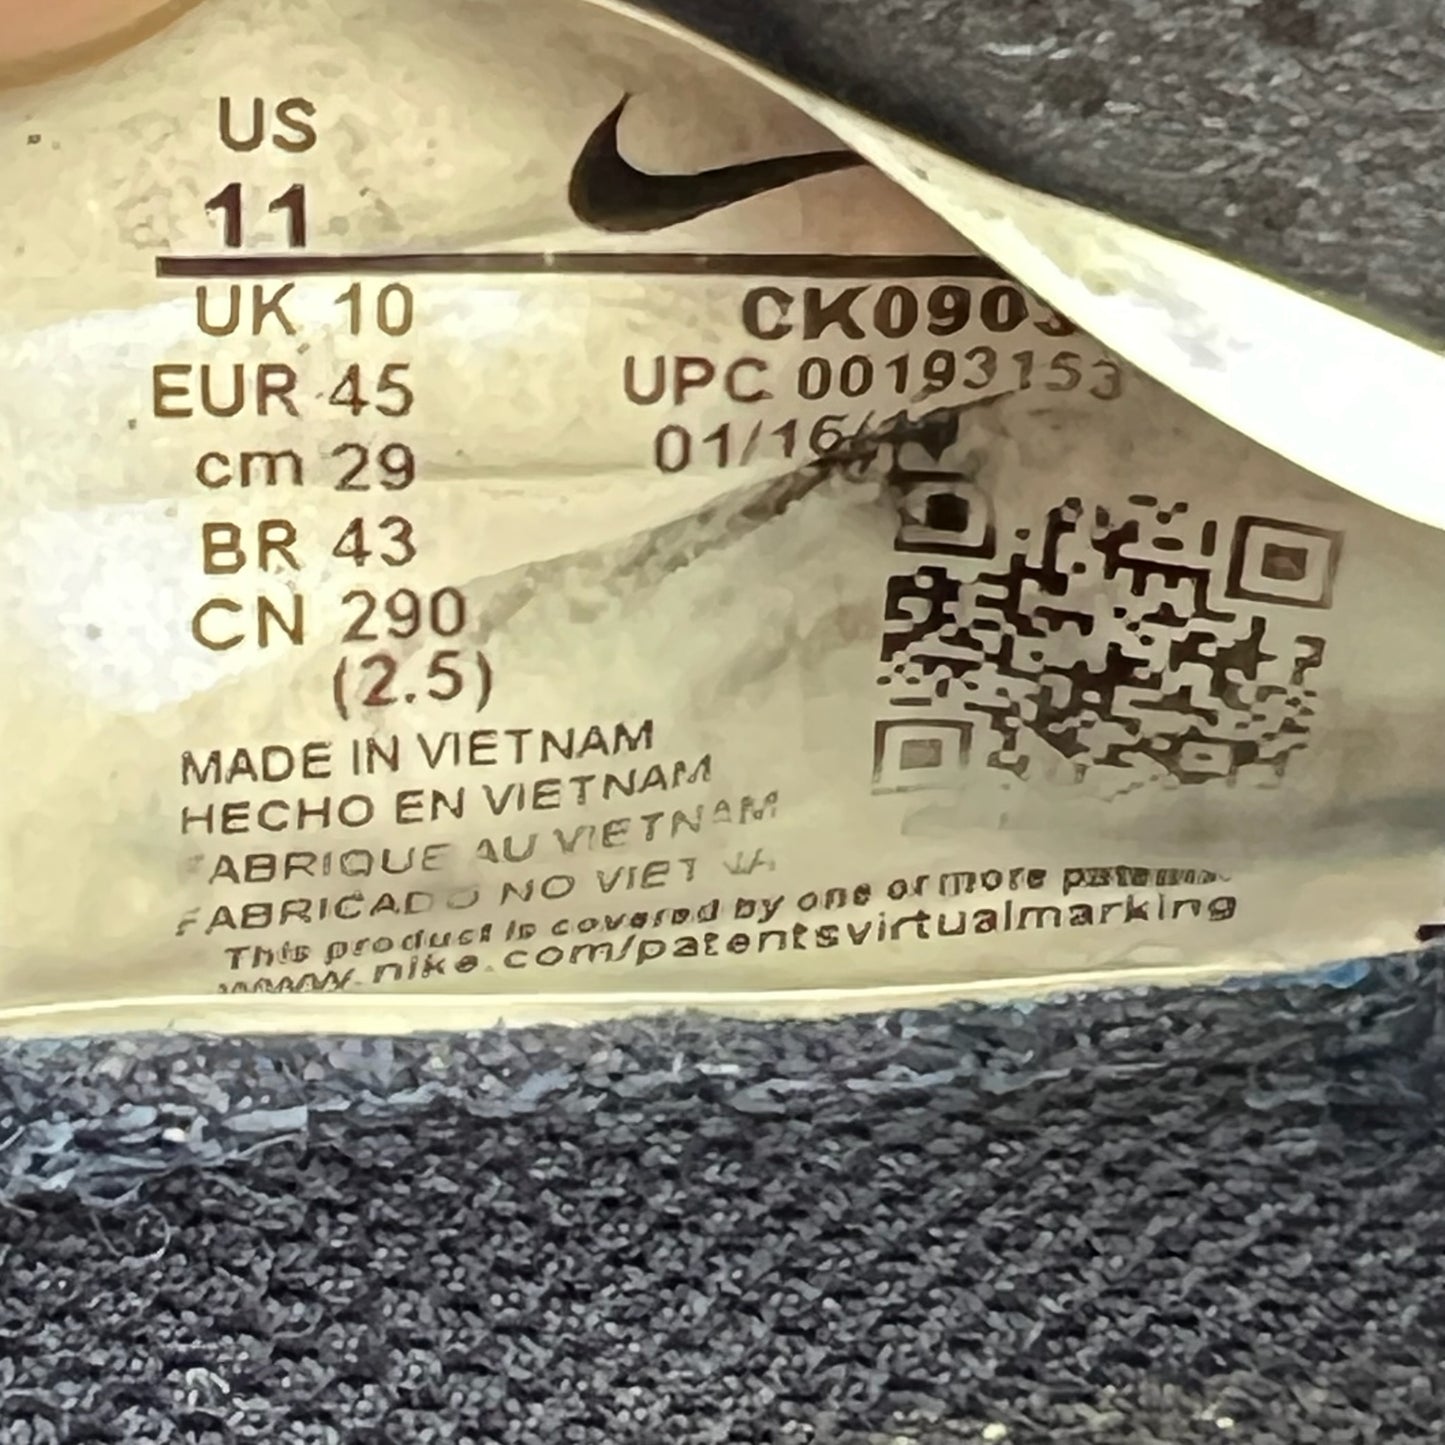 US
11
UK 10
EUR 45
cm 29
BR 43
CN 290
(2.5)
CK090
UPC 00193153
01/16/
MADE IN VIETNAM
HECHO EN VIETNAM
FABRIQUE AU VIETNAM
FABRICADO NO VIET
This product is covered by one or more patents.
www.nike.com/patentsvirtualmarking